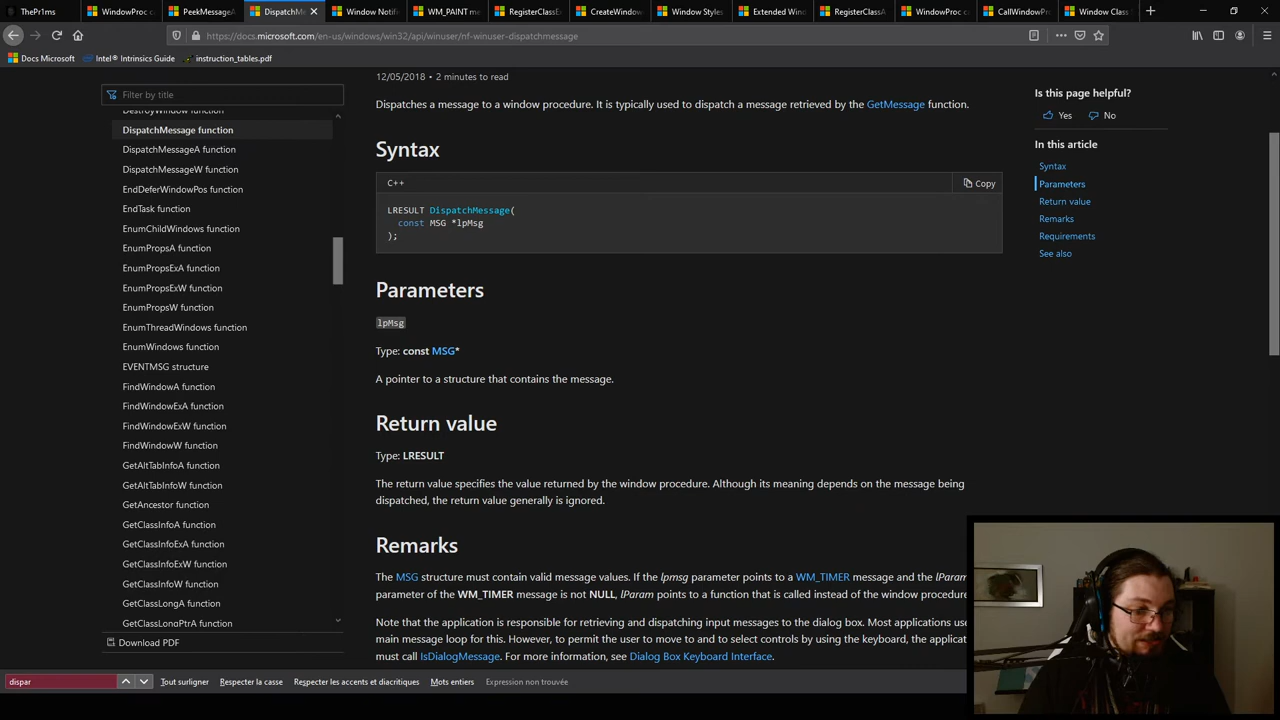 ThePr1ms
WindowProc c
PeekMessageA
DispatchMe
Window Notifi
WM_PAINT me
RegisterClassE
CreateWindow
Window Styles
Extended Wind
RegisterClassA
WindowProc c
CallWindowPr
Window Class
https://docs.microsoft.com/en-us/windows/win32/api/winuser/nf-winuser-dispatchmessage
Docs Microsoft
Intel® Intrinsics Guide
instruction_tables.pdf
Filter by title
DestroyWindow function
DispatchMessage function
DispatchMessageA function
DispatchMessageW function
EndDeferWindowPos function
EndTask function
EnumChildWindows function
EnumPropsA function
EnumPropsExA function
EnumPropsExW function
EnumPropsW function
EnumThreadWindows function
EnumWindows function
EVENTMSG structure
FindWindowA function
FindWindowExA function
FindWindowExW function
FindWindowW function
GetAltTabInfoA function
GetAltTabInfoW function
GetAncestor function
GetClassInfoA function
GetClassInfoExA function
GetClassInfoExW function
GetClassInfoW function
GetClassLongA function
GetClassLongPtrA function
Download PDF
12/05/2018 • 2 minutes to read
Dispatches a message to a window procedure. It is typically used to dispatch a message retrieved by the GetMessage function.
Syntax
C++
Copy
LRESULT DispatchMessage(
const MSG *lpMsg
);
Parameters
lpMsg
Type: const MSG*
A pointer to a structure that contains the message.
Return value
Type: LRESULT
The return value specifies the value returned by the window procedure. Although its meaning depends on the message being
dispatched, the return value generally is ignored.
Remarks
The MSG structure must contain valid message values. If the lpmsg parameter points to a WM_TIMER message and the lParam
parameter of the WM_TIMER message is not NULL, lParam points to a function that is called instead of the window procedure
Note that the application is responsible for retrieving and dispatching input messages to the dialog box. Most applications use
main message loop for this. However, to permit the user to move to and to select controls by using the keyboard, the applicat
must call IsDialogMessage. For more information, see Dialog Box Keyboard Interface.
Is this page helpful?
Yes
No
In this article
Syntax
Parameters
Return value
Remarks
Requirements
See also
dispar
Tout surligner
Respecter la casse
Respecter les accents et diacritiques
Mots entiers
Expression non trouvée